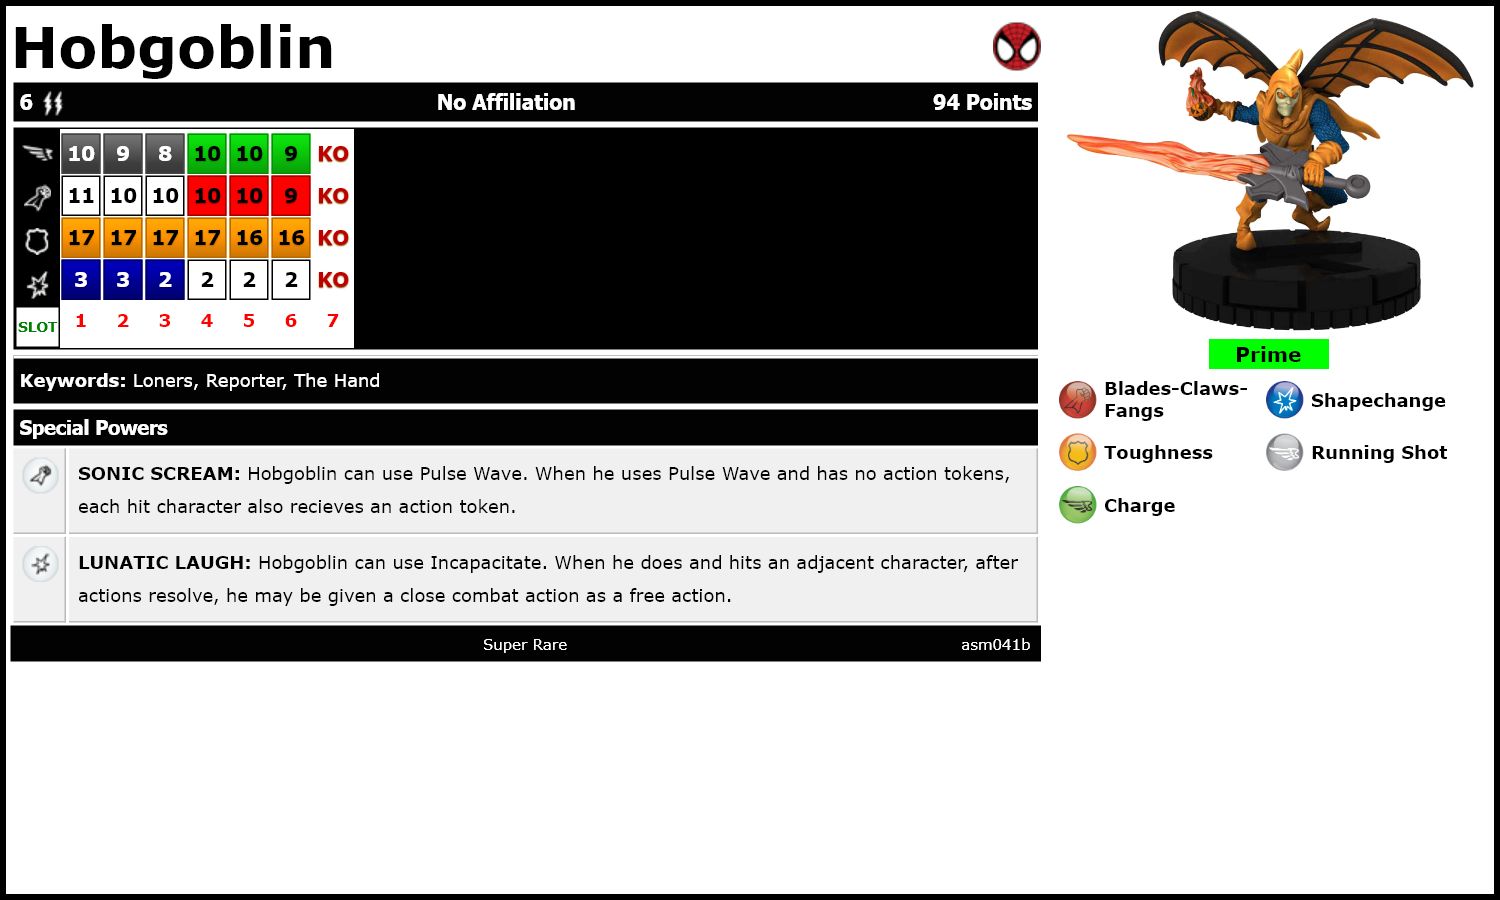 Hobgoblin
6 No Affiliation 94 Points
10 9 8 10 10 9 KO
11 10 10 10 10 9 KO
17 17 17 17 16 16 KO
3 3 2 2 2 2 KO
SLOT 1 2 3 4 5 6 7
Keywords: Loners, Reporter, The Hand
Special Powers
SONIC SCREAM: Hobgoblin can use Pulse Wave. When he uses Pulse Wave and has no action tokens,
each hit character also recieves an action token.
LUNATIC LAUGH: Hobgoblin can use Incapacitate. When he does and hits an adjacent character, after
actions resolve, he may be given a close combat action as a free action.
Super Rare asm041b
Prime
Blades-Claws-
Fangs
Shapechange
Toughness
Running Shot
Charge